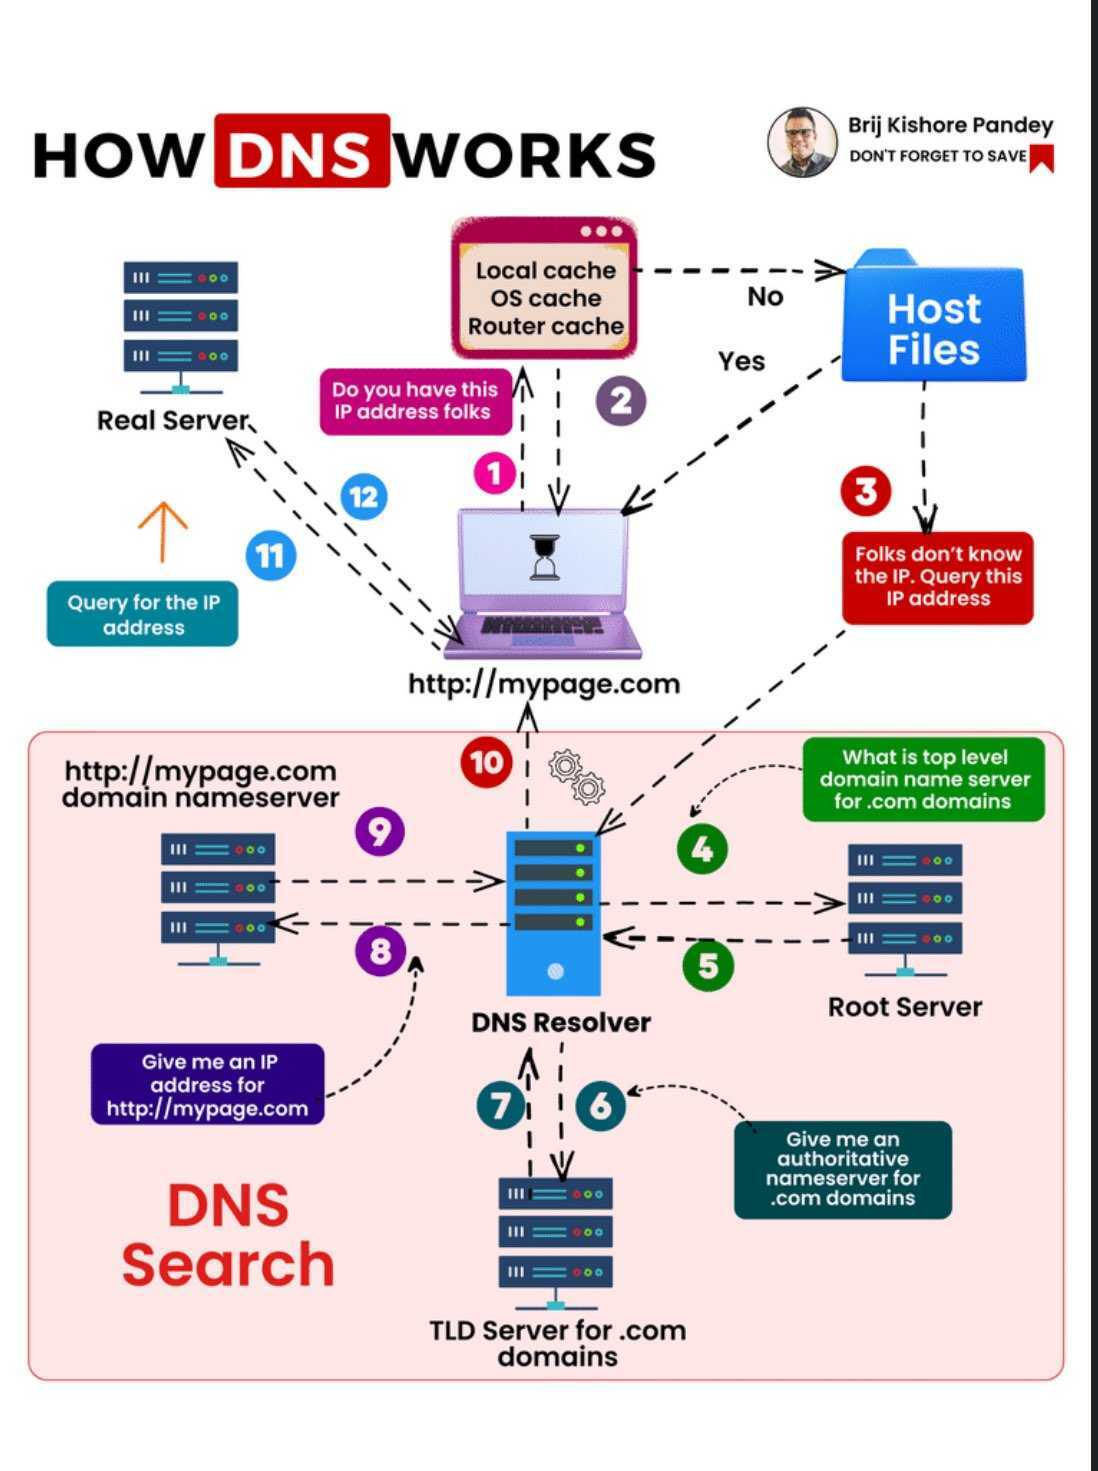 HOW DNS WORKS
Brij Kishore Pandey
DON'T FORGET TO SAVE
Local cache
OS cache
Router cache
No
Host
Files
Yes
Do you have this
IP address folks
2
1
Real Server
12
11
3
Folks don't know
the IP. Query this
IP address
Query for the IP
address
http://mypage.com
10
What is top level
domain name server
for .com domains
http://mypage.com
domain nameserver
9
4
8
5
DNS Resolver
Root Server
Give me an IP
address for
http://mypage.com
7
6
Give me an
authoritative
nameserver for
.com domains
DNS
Search
TLD Server for .com
domains